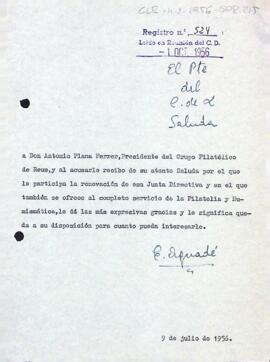 CLR-4-2-1956-SOR.215
Registro n.º 524
Leído en Reunión del C. D.
- 1 OCT. 1956
El Pte
del
C. de L
Saluda
a Don Antonio Plana Ferrer,Presidente del Grupo Filatélico
de Reus,y al acusarle recibo de su atento Saluda por el que
le participa la renovación de esa Junta Directiva y en el que
también se ofrece al completo servicio de la Filatelia y Nu-
mismática,le dá las más expresivas gracias y le significa que-
da a su disposición para cuanto pueda interesarle.
E. Aguadé
9 de julio de 1956.